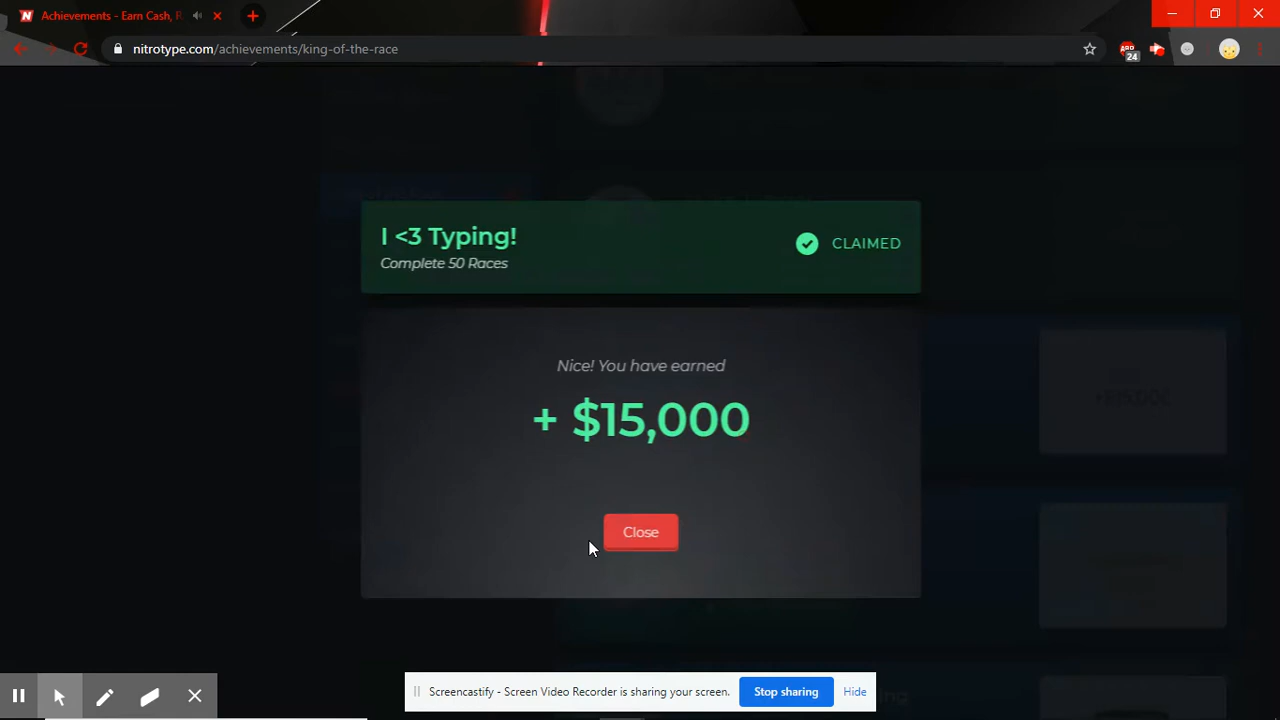 Achievements - Earn Cash, R
nitrotype.com/achievements/king-of-the-race
24
I <3 Typing!
Complete 50 Races
CLAIMED
Nice! You have earned
+ $15,000
Close
Screencastify - Screen Video Recorder is sharing your screen.
Stop sharing
Hide